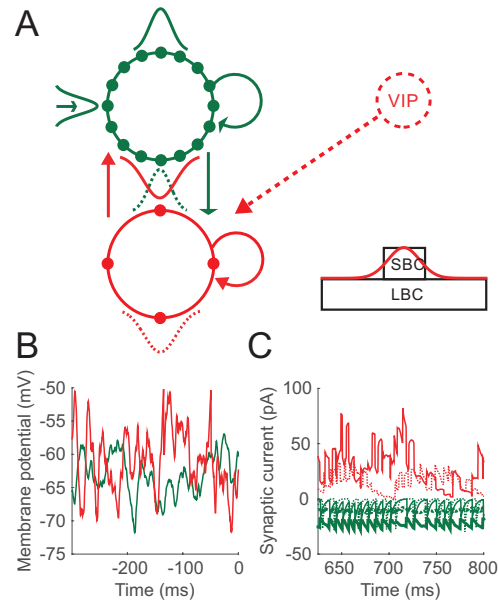 A
VIP
SBC
LBC
B
Membrane potential (mV)
-50
-55
-60
-65
-70
-75
-200
-100
0
Time (ms)
C
Synaptic current (pA)
100
50
0
-50
650
700
750
800
Time (ms)